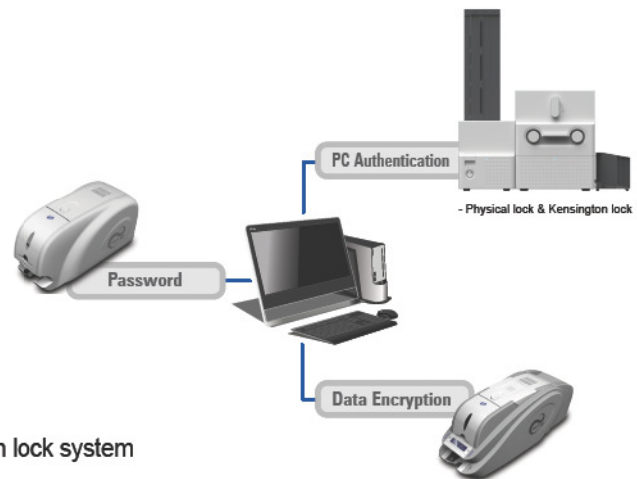 PC Authentication
- Physical lock & Kensington lock
Password
Data Encryption
lock system